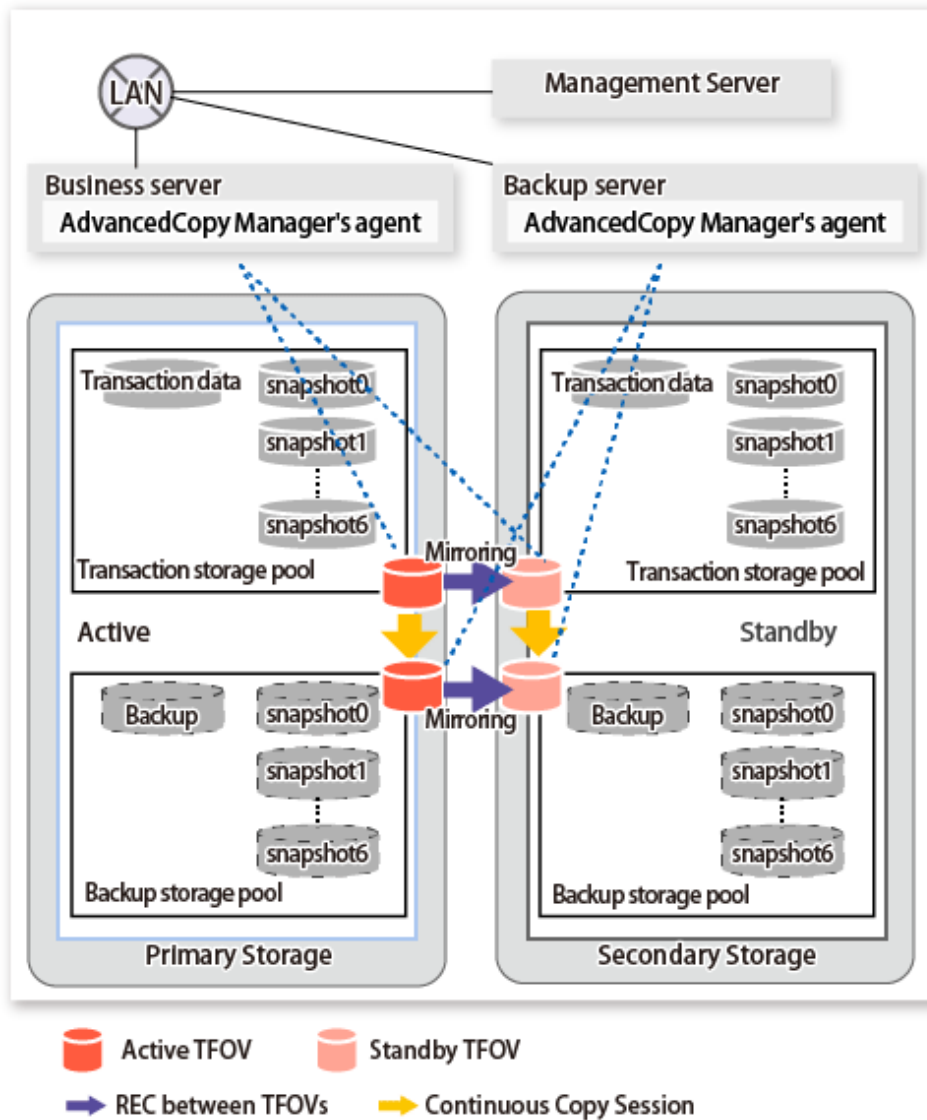 LAN
Management Server
Business server
AdvancedCopy Manager's agent
Backup server
AdvancedCopy Manager's agent
Transaction data
snapshot0
snapshot1
snapshot6
Transaction storage pool
Transaction data
snapshot0
snapshot1
snapshot6
Transaction storage pool
Mirroring
Active
Standby
Backup
snapshot0
snapshot1
snapshot6
Backup storage pool
Mirroring
Backup
snapshot0
snapshot1
snapshot6
Backup storage pool
Primary Storage
Secondary Storage
Active TFOV
Standby TFOV
REC between TFOVs
Continuous Copy Session